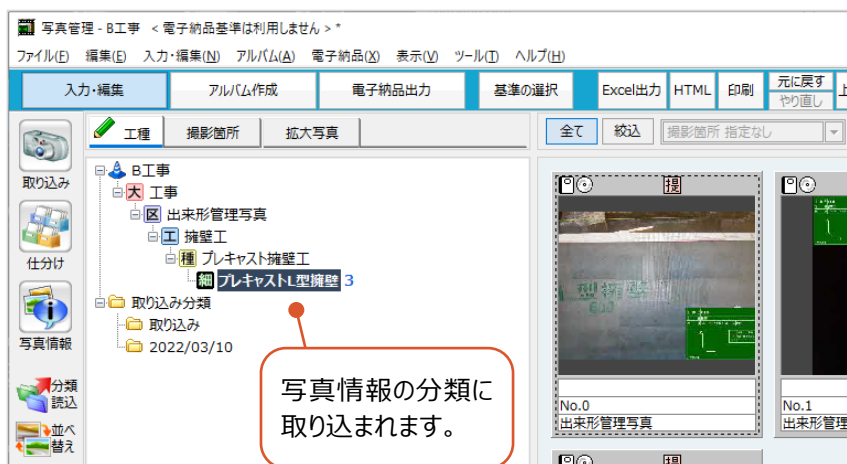 写真管理 - B工事 < 電子納品基準は利用しません > *
ファイル(F) 編集(E) 入力・編集(N) アルバム(A) 電子納品(X) 表示(V) ツール(T) ヘルプ(H)
入力・編集 アルバム作成 電子納品出力 基準の選択 Excel出力 HTML 印刷 元に戻す
やり直し
工種 撮影箇所 拡大写真 全て 絞込 撮影箇所 指定なし
取り込み
仕分け
写真情報
分類
読込
並べ
替え
B工事
大 工事
区 出来形管理写真
工 擁壁工
種 プレキャスト擁壁工
細 プレキャストL型擁壁 3
取り込み分類
取り込み
2022/03/10
写真情報の分類に
取り込まれます。
提
No.0
出来形管理写真
No.1
出来形管理
提